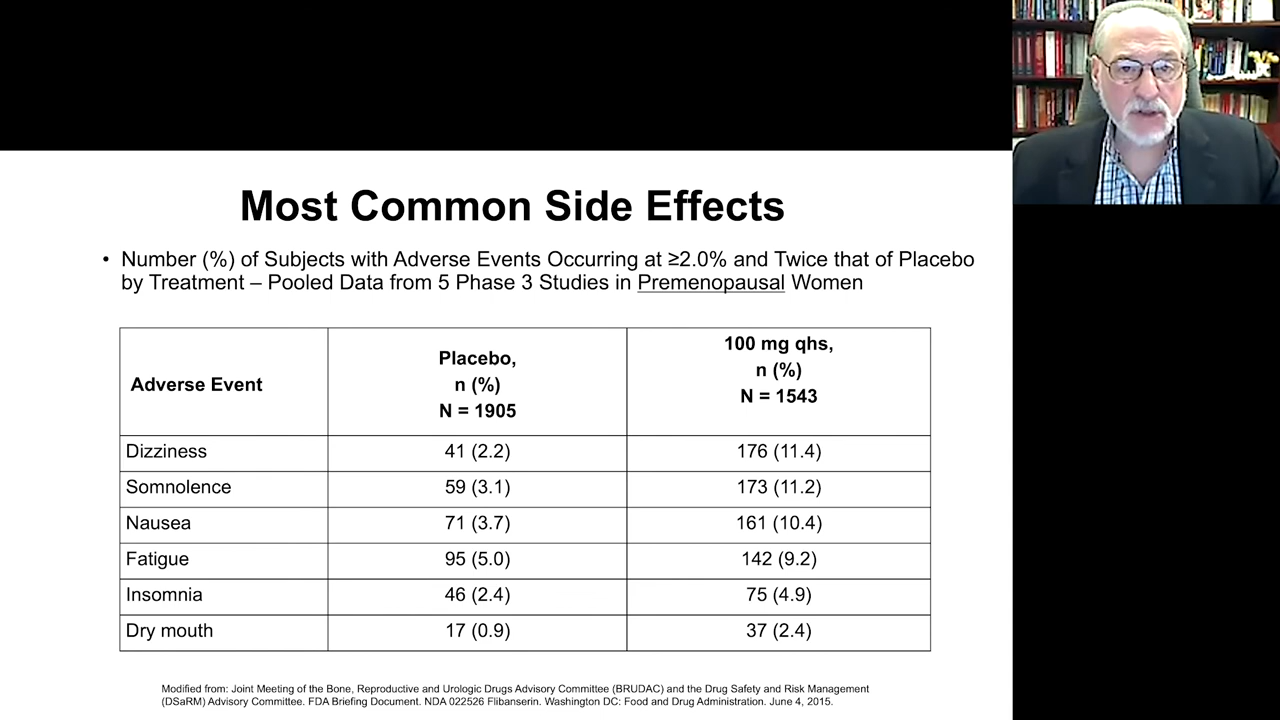 Most Common Side Effects
• Number (%) of Subjects with Adverse Events Occurring at ≥2.0% and Twice that of Placebo
by Treatment – Pooled Data from 5 Phase 3 Studies in Premenopausal Women
Adverse Event
Placebo,
n (%)
N = 1905
100 mg qhs,
n (%)
N = 1543
Dizziness 41 (2.2) 176 (11.4)
Somnolence 59 (3.1) 173 (11.2)
Nausea 71 (3.7) 161 (10.4)
Fatigue 95 (5.0) 142 (9.2)
Insomnia 46 (2.4) 75 (4.9)
Dry mouth 17 (0.9) 37 (2.4)
Modified from: Joint Meeting of the Bone, Reproductive and Urologic Drugs Advisory Committee (BRUDAC) and the Drug Safety and Risk Management
(DSaRM) Advisory Committee. FDA Briefing Document. NDA 022526 Flibanserin. Washington DC: Food and Drug Administration. June 4, 2015.